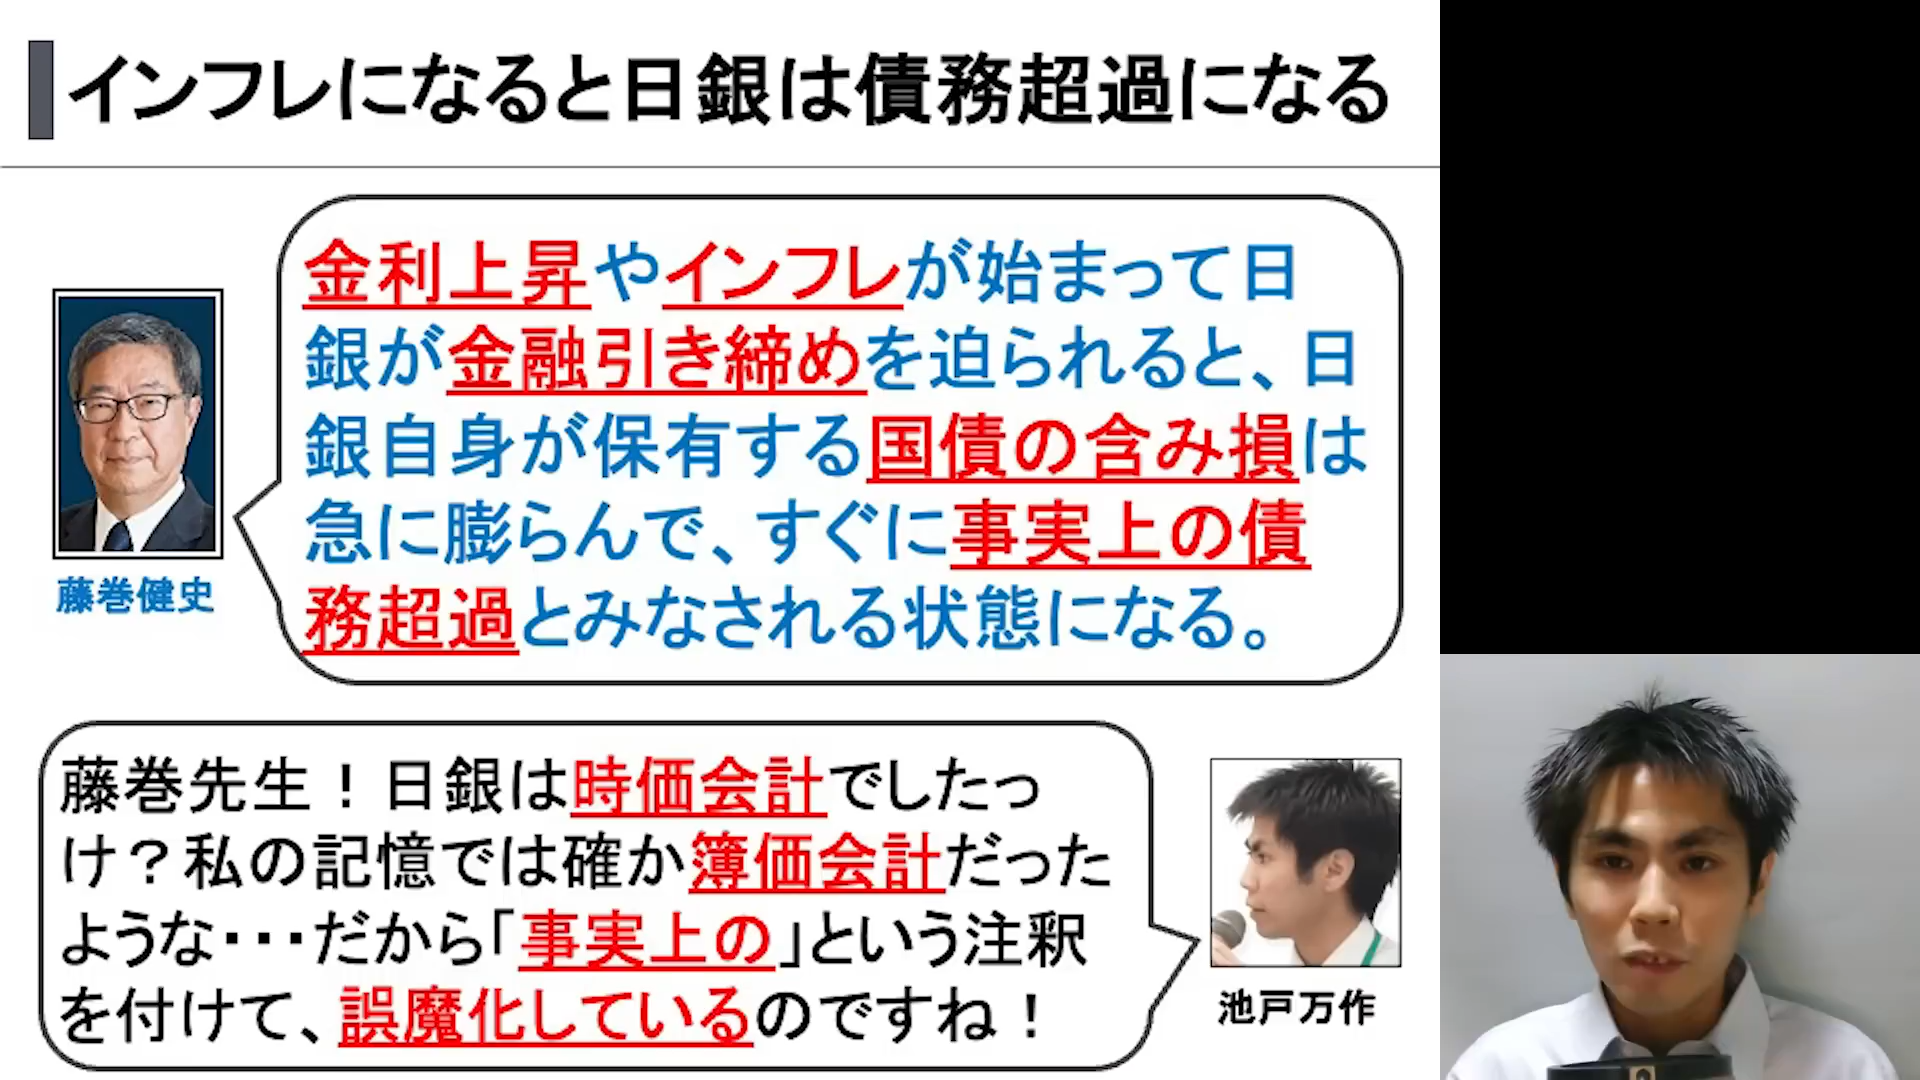 インフレになると日銀は債務超過になる
金利上昇やインフレが始まって日
銀が金融引き締めを迫られると、日
銀自身が保有する国債の含み損は
急に膨らんで、すぐに事実上の債
務超過とみなされる状態になる。
藤巻健史
藤巻先生！日銀は時価会計でしたっ
け？私の記憶では確か簿価会計だった
ような・・・だから「事実上の」という注釈
を付けて、誤魔化しているのですね！
池戸万作